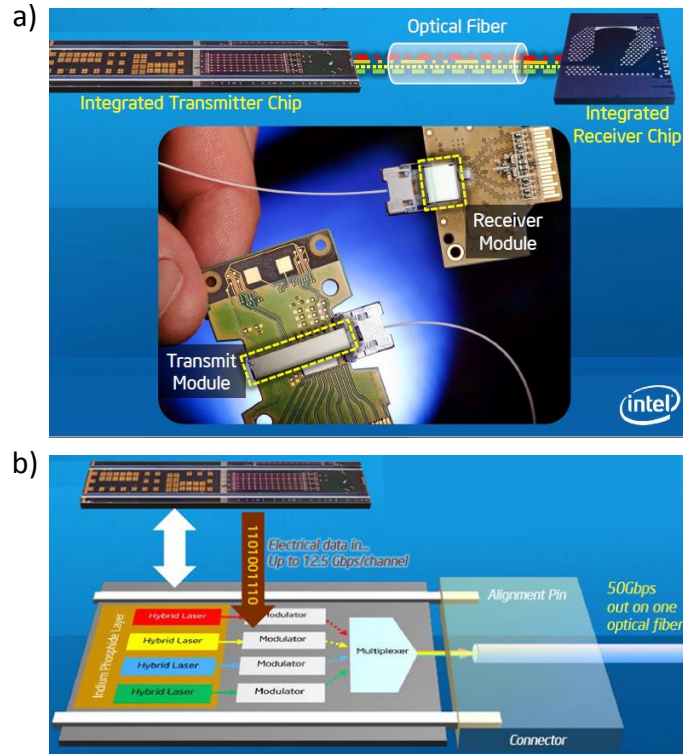 a)
Optical Fiber
Integrated Transmitter Chip
Integrated
Receiver Chip
Receiver
Module
Transmit
Module
intel
b)
Electrical data in...
Up to 12.5 Gbps/channel
1101001110
Alignment Pin
50Gbps
out on one
optical fiber
Indium Phosphide Layer
Hybrid Laser
Modulator
Hybrid Laser
Modulator
Hybrid Laser
Modulator
Hybrid Laser
Modulator
Multiplexer
Connector